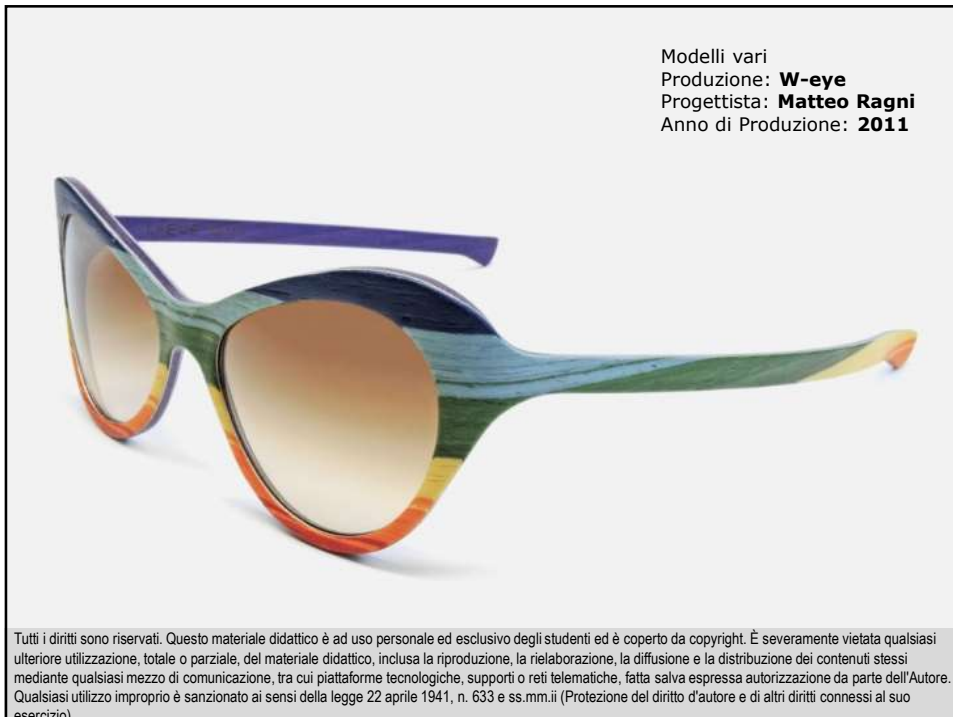 Modelli vari
Produzione: W-eye
Progettista: Matteo Ragni
Anno di Produzione: 2011
Tutti i diritti sono riservati. Questo materiale didattico è ad uso personale ed esclusivo degli studenti ed è coperto da copyright. È severamente vietata qualsiasi
ulteriore utilizzazione, totale o parziale, del materiale didattico, inclusa la riproduzione, la rielaborazione, la diffusione e la distribuzione dei contenuti stessi
mediante qualsiasi mezzo di comunicazione, tra cui piattaforme tecnologiche, supporti o reti telematiche, fatta salva espressa autorizzazione da parte dell'Autore.
Qualsiasi utilizzo improprio è sanzionato ai sensi della legge 22 aprile 1941, n. 633 e ss.mm.ii (Protezione del diritto d'autore e di altri diritti connessi al suo
esercizio)